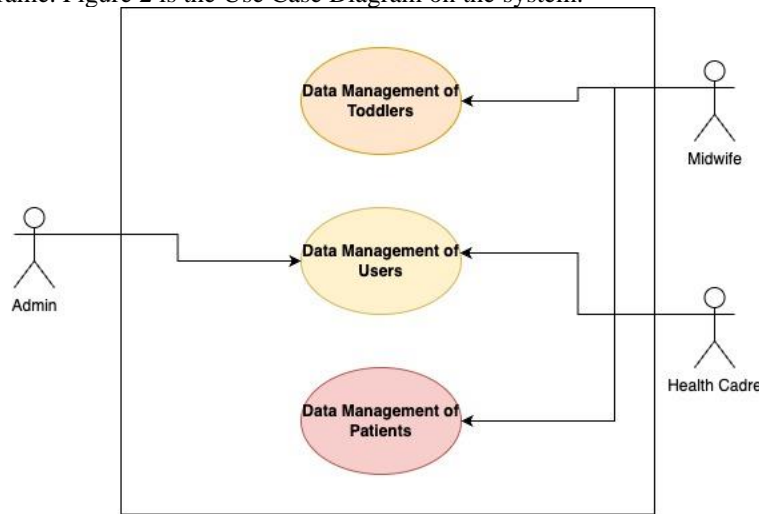 frame. Figure 2 is the Use Case Diagram on the system.
Data Management of
Toddlers
Midwife
Data Management of
Users
Admin
Health Cadre
Data Management of
Patients